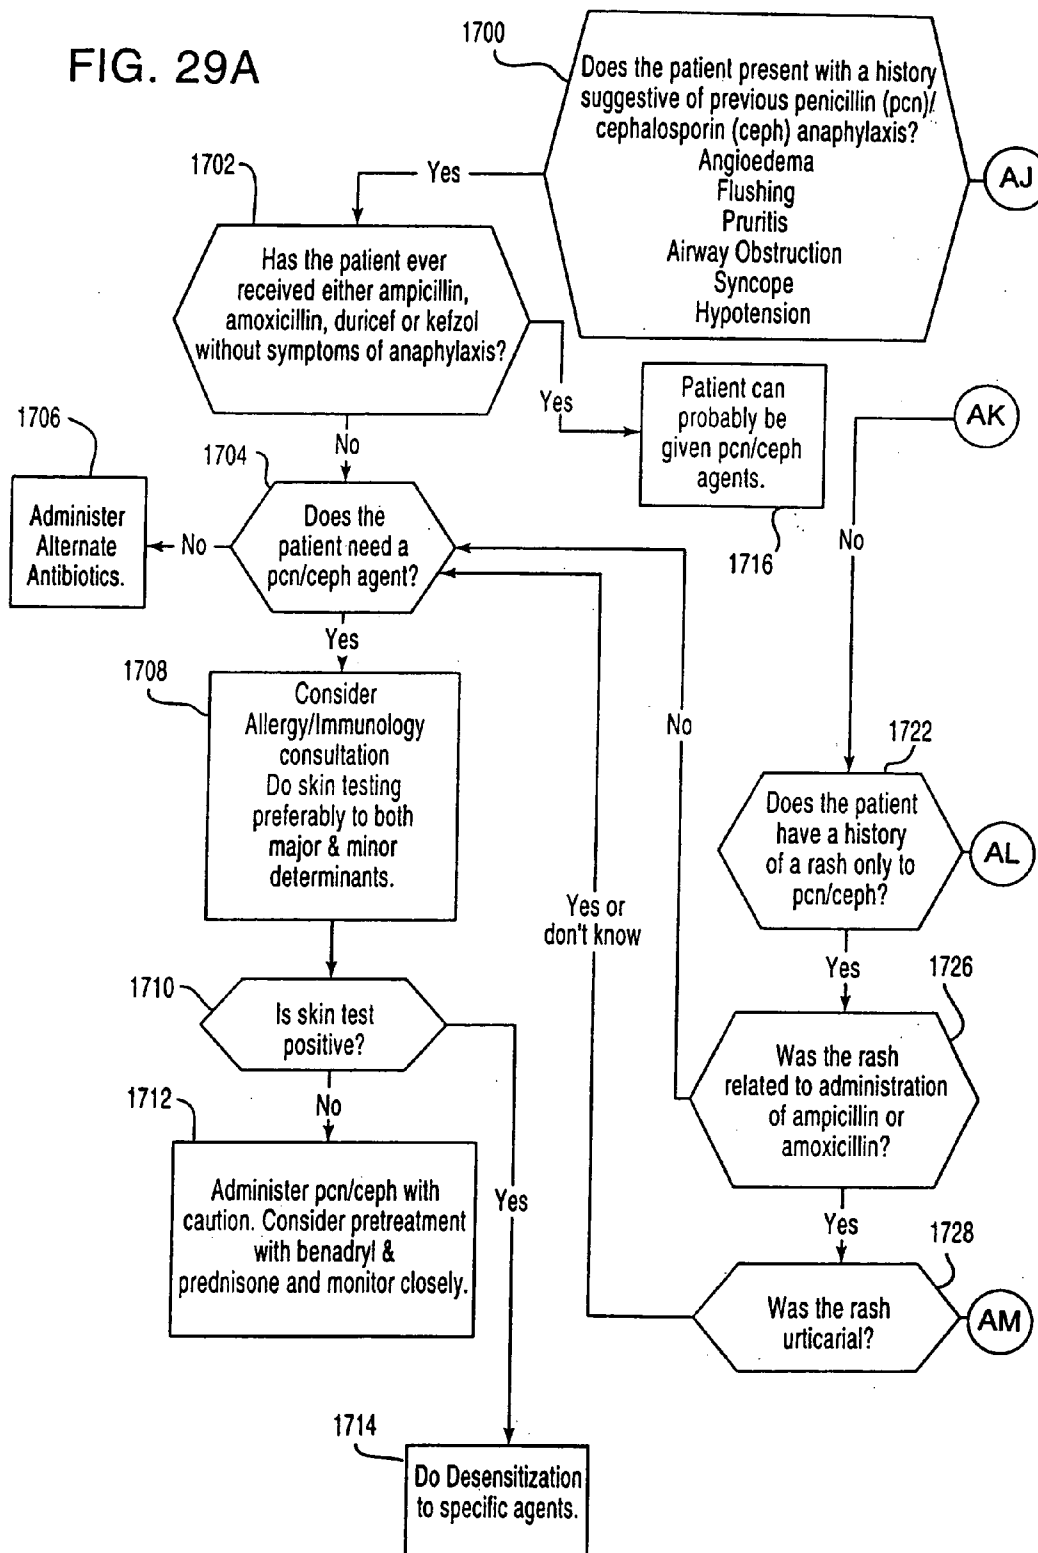 FIG. 29A
1700
Does the patient present with a history
suggestive of previous penicillin (pcn)/
cephalosporin (ceph) anaphylaxis?
Angioedema
Flushing
Pruritis
Airway Obstruction
Syncope
Hypotension
AJ
Yes
1702
Has the patient ever
received either ampicillin,
amoxicillin, duricef or kefzol
without symptoms of anaphylaxis?
Yes
Patient can
probably be
given pcn/ceph
agents.
1716
AK
No
No
1704
Does the
patient need a
pcn/ceph agent?
No
1706
Administer
Alternate
Antibiotics.
Yes
1708
Consider
Allergy/Immunology
consultation
Do skin testing
preferably to both
major & minor
determinants.
No
Yes or
don't know
1722
Does the patient
have a history
of a rash only to
pcn/ceph?
AL
Yes
1710
Is skin test
positive?
No
Yes
1712
Administer pcn/ceph with
caution. Consider pretreatment
with benadryl &
prednisone and monitor closely.
1726
Was the rash
related to administration
of ampicillin or
amoxicillin?
Yes
1728
Was the rash
urticarial?
AM
1714
Do Desensitization
to specific agents.